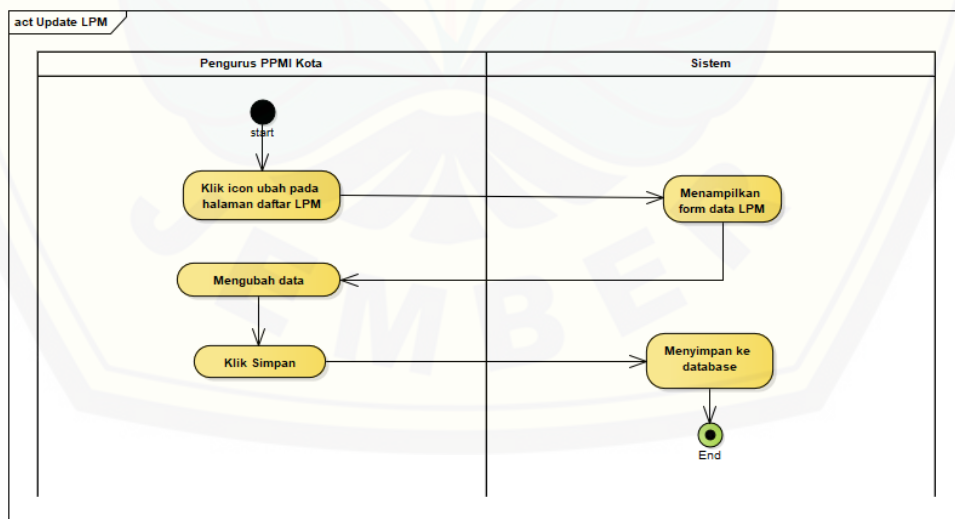 act Update LPM
Pengurus PPMI Kota
Sistem
start
Klik icon ubah pada
halaman daftar LPM
Menampilkan
form data LPM
Mengubah data
Klik Simpan
Menyimpan ke
database
End
JEMBER